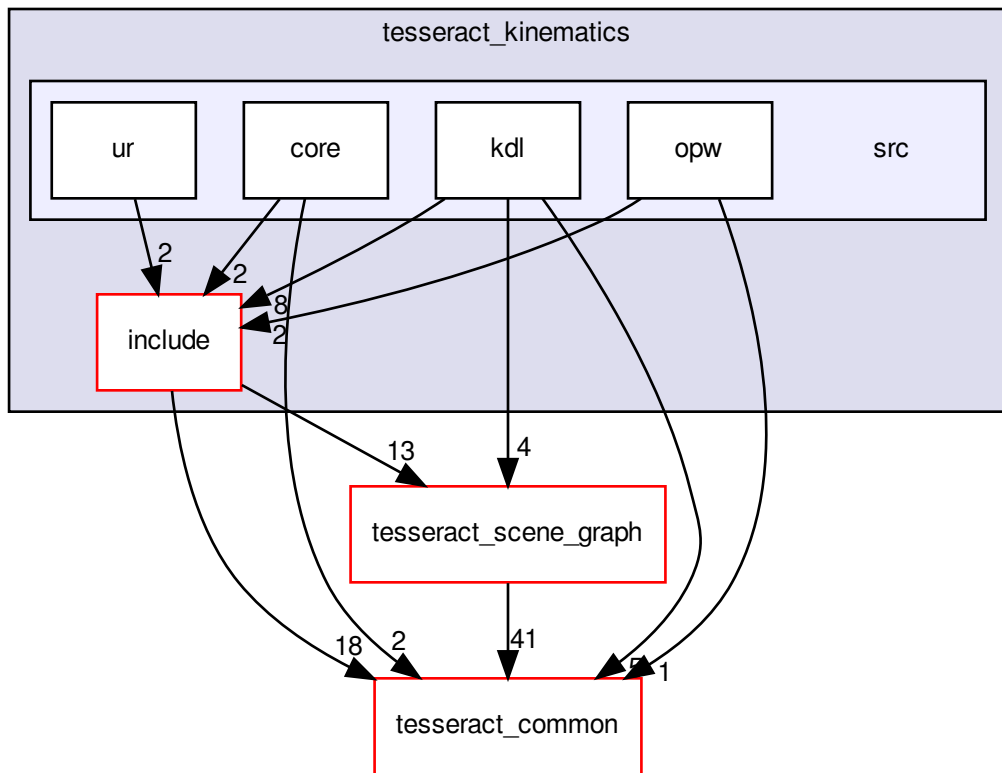 tesseract_kinematics
ur
core
kdl
opw
src
2
2
8
2
include
13
4
tesseract_scene_graph
18
2
41
1
tesseract_common